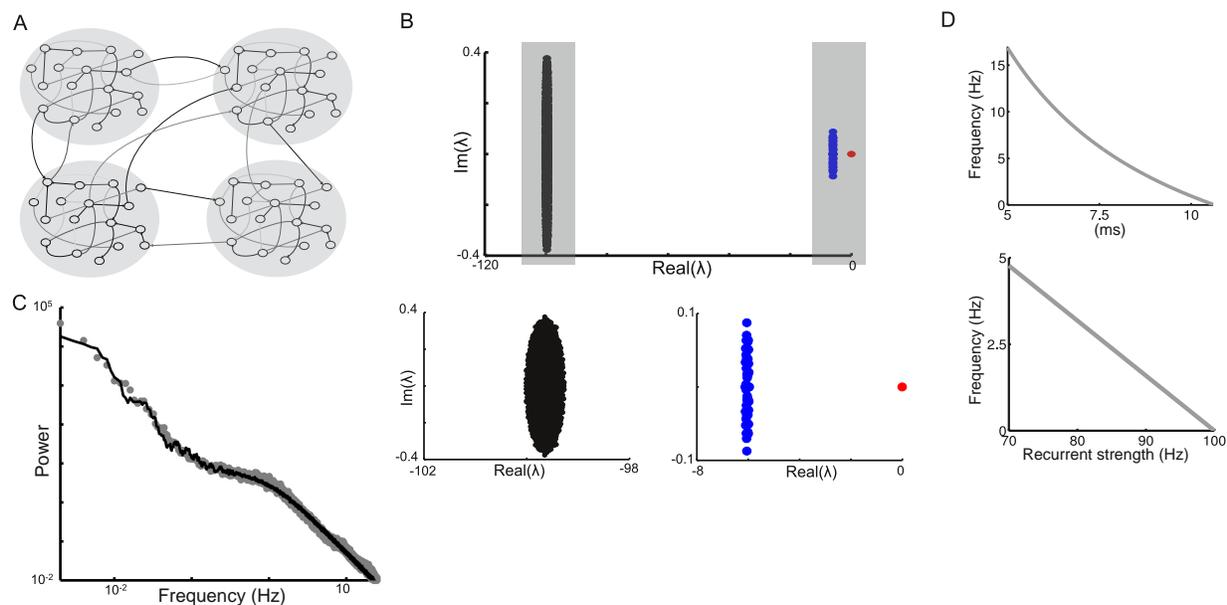 A
B
0.4
Im(λ)
-0.4
-120
Real(λ)
0
0.4
Im(λ)
-0.4
-102
Real(λ)
-98
0.1
-0.1
-8
Real(λ)
0
C
10⁵
Power
10⁻²
10⁻²
Frequency (Hz)
10
D
15
10
5
0
Frequency (Hz)
5
7.5
10
(ms)
5
2.5
0
Frequency (Hz)
70
80
90
100
Recurrent strength (Hz)